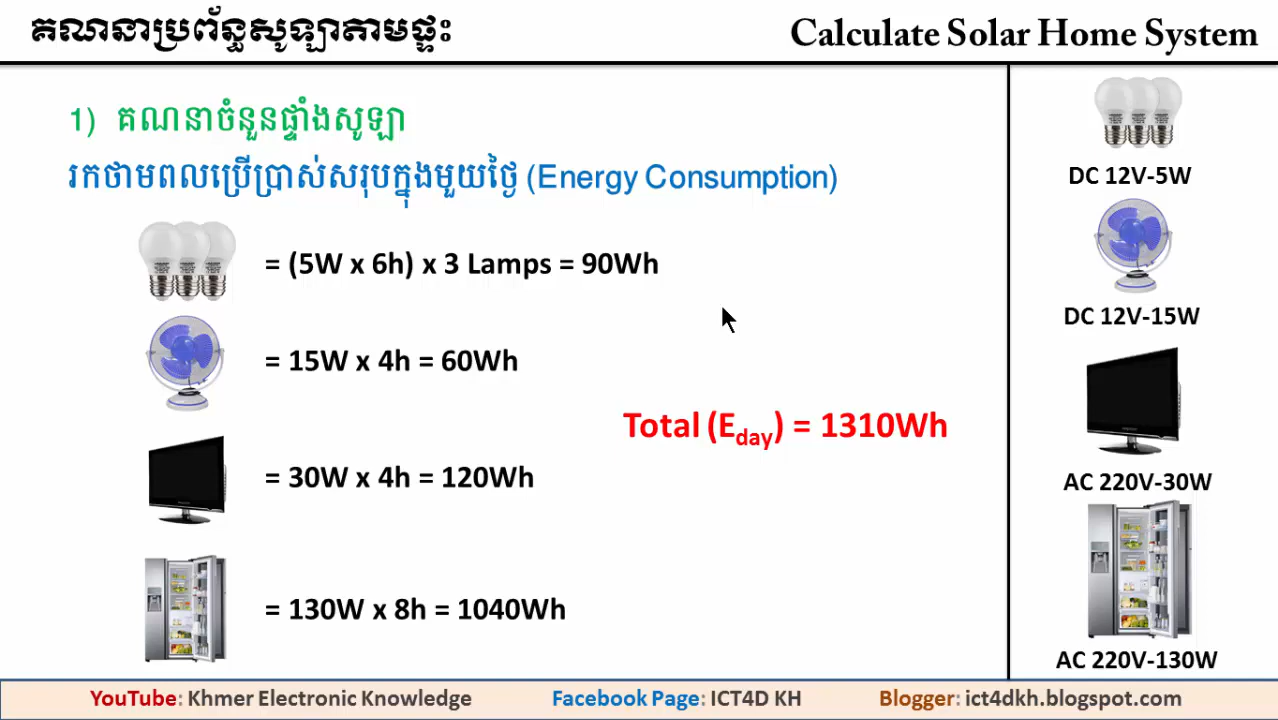 គណនាប្រព័ន្ធសូឡាតាមផ្ទះ
Calculate Solar Home System
1) គណនាចំនួនផ្ទាំងសូឡា
រកថាមពលប្រើប្រាស់សរុបក្នុងមួយថ្ងៃ (Energy Consumption)
= (5W x 6h) x 3 Lamps = 90Wh
= 15W x 4h = 60Wh
Total (Eday) = 1310Wh
= 30W x 4h = 120Wh
= 130W x 8h = 1040Wh
DC 12V-5W
DC 12V-15W
AC 220V-30W
AC 220V-130W
YouTube: Khmer Electronic Knowledge Facebook Page: ICT4D KH Blogger: ict4dkh.blogspot.com